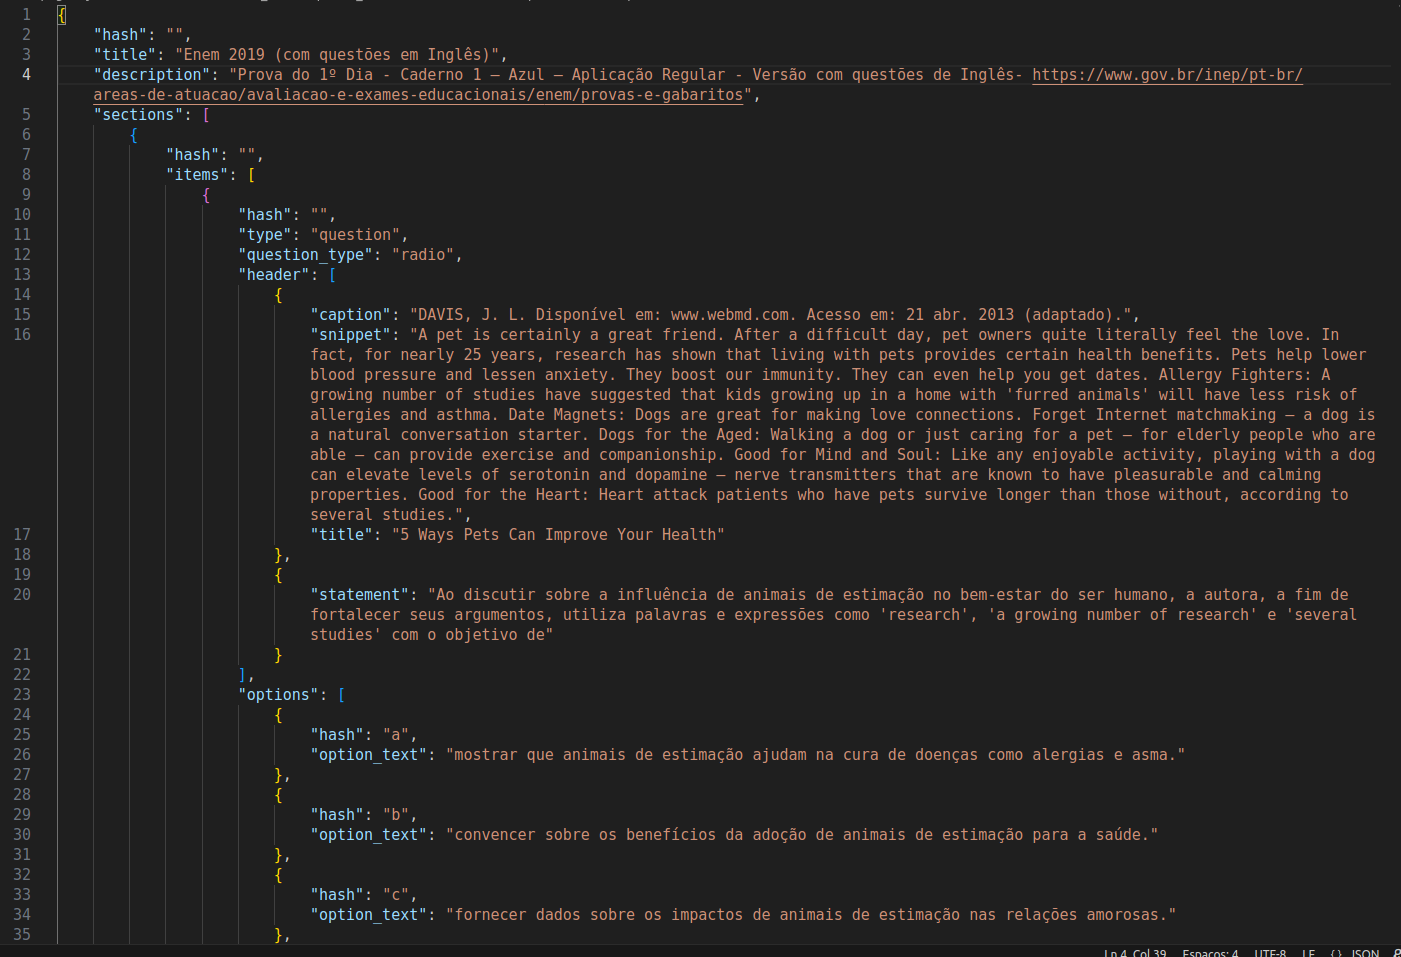 1 {
2 "hash": "",
3 "title": "Enem 2019 (com questões em Inglês)",
4 "description": "Prova do 1º Dia - Caderno 1 – Azul – Aplicação Regular - Versão com questões de Inglês- https://www.gov.br/inep/pt-br/
areas-de-atuacao/avaliacao-e-exames-educacionais/enem/provas-e-gabaritos",
5 "sections": [
6 {
7 "hash": "",
8 "items": [
9 {
10 "hash": "",
11 "type": "question",
12 "question_type": "radio",
13 "header": [
14 {
15 "caption": "DAVIS, J. L. Disponível em: www.webmd.com. Acesso em: 21 abr. 2013 (adaptado).",
16 "snippet": "A pet is certainly a great friend. After a difficult day, pet owners quite literally feel the love. In
fact, for nearly 25 years, research has shown that living with pets provides certain health benefits. Pets help lower
blood pressure and lessen anxiety. They boost our immunity. They can even help you get dates. Allergy Fighters: A
growing number of studies have suggested that kids growing up in a home with 'furred animals' will have less risk of
allergies and asthma. Date Magnets: Dogs are great for making love connections. Forget Internet matchmaking – a dog is
a natural conversation starter. Dogs for the Aged: Walking a dog or just caring for a pet – for elderly people who are
able – can provide exercise and companionship. Good for Mind and Soul: Like any enjoyable activity, playing with a dog
can elevate levels of serotonin and dopamine – nerve transmitters that are known to have pleasurable and calming
properties. Good for the Heart: Heart attack patients who have pets survive longer than those without, according to
several studies.",
17 "title": "5 Ways Pets Can Improve Your Health"
18 },
19 {
20 "statement": "Ao discutir sobre a influência de animais de estimação no bem-estar do ser humano, a autora, a fim de
fortalecer seus argumentos, utiliza palavras e expressões como 'research', 'a growing number of research' e 'several
studies' com o objetivo de"
21 }
22 ],
23 "options": [
24 {
25 "hash": "a",
26 "option_text": "mostrar que animais de estimação ajudam na cura de doenças como alergias e asma."
27 },
28 {
29 "hash": "b",
30 "option_text": "convencer sobre os benefícios da adoção de animais de estimação para a saúde."
31 },
32 {
33 "hash": "c",
34 "option_text": "fornecer dados sobre os impactos de animais de estimação nas relações amorosas."
35 },
Ln 4, Col 39 Espaços: 4 UTF-8 LF {} JSON